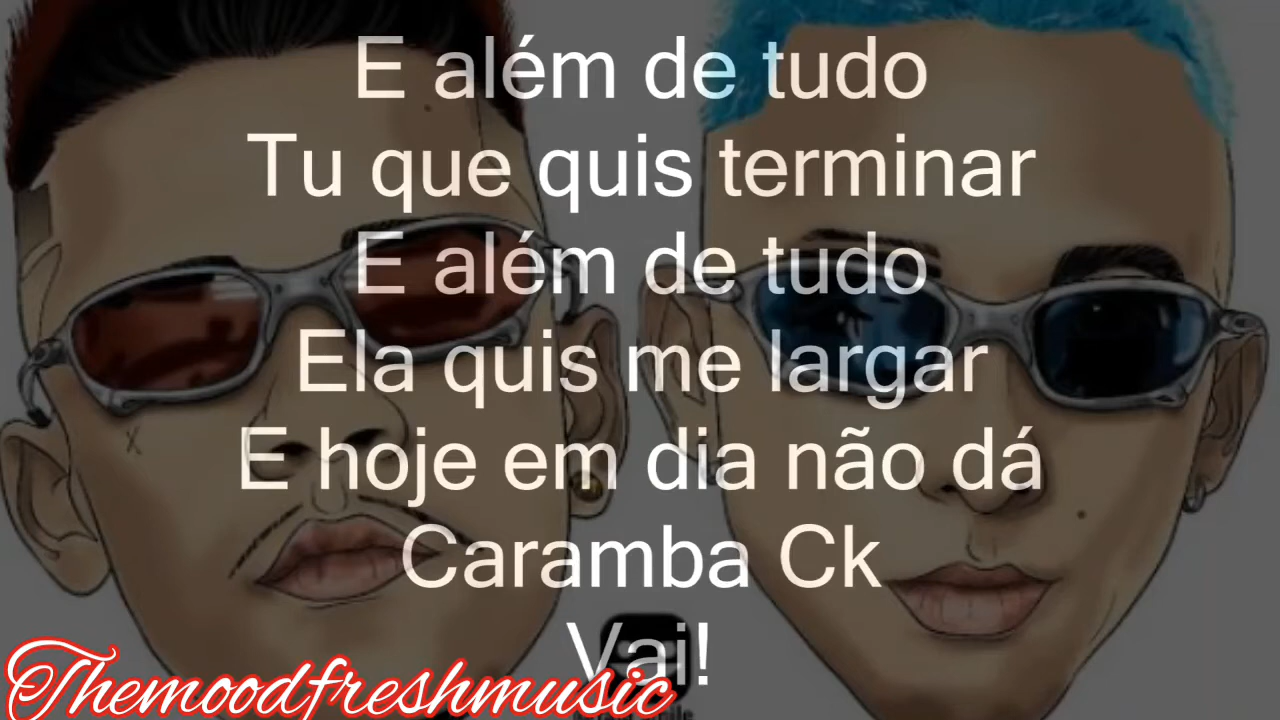 E além de tudo
Tu que quis terminar
E além de tudo
Ela quis me largar
E hoje em dia não dá
Caramba Ck
Vai!
Themoodfreshmusic